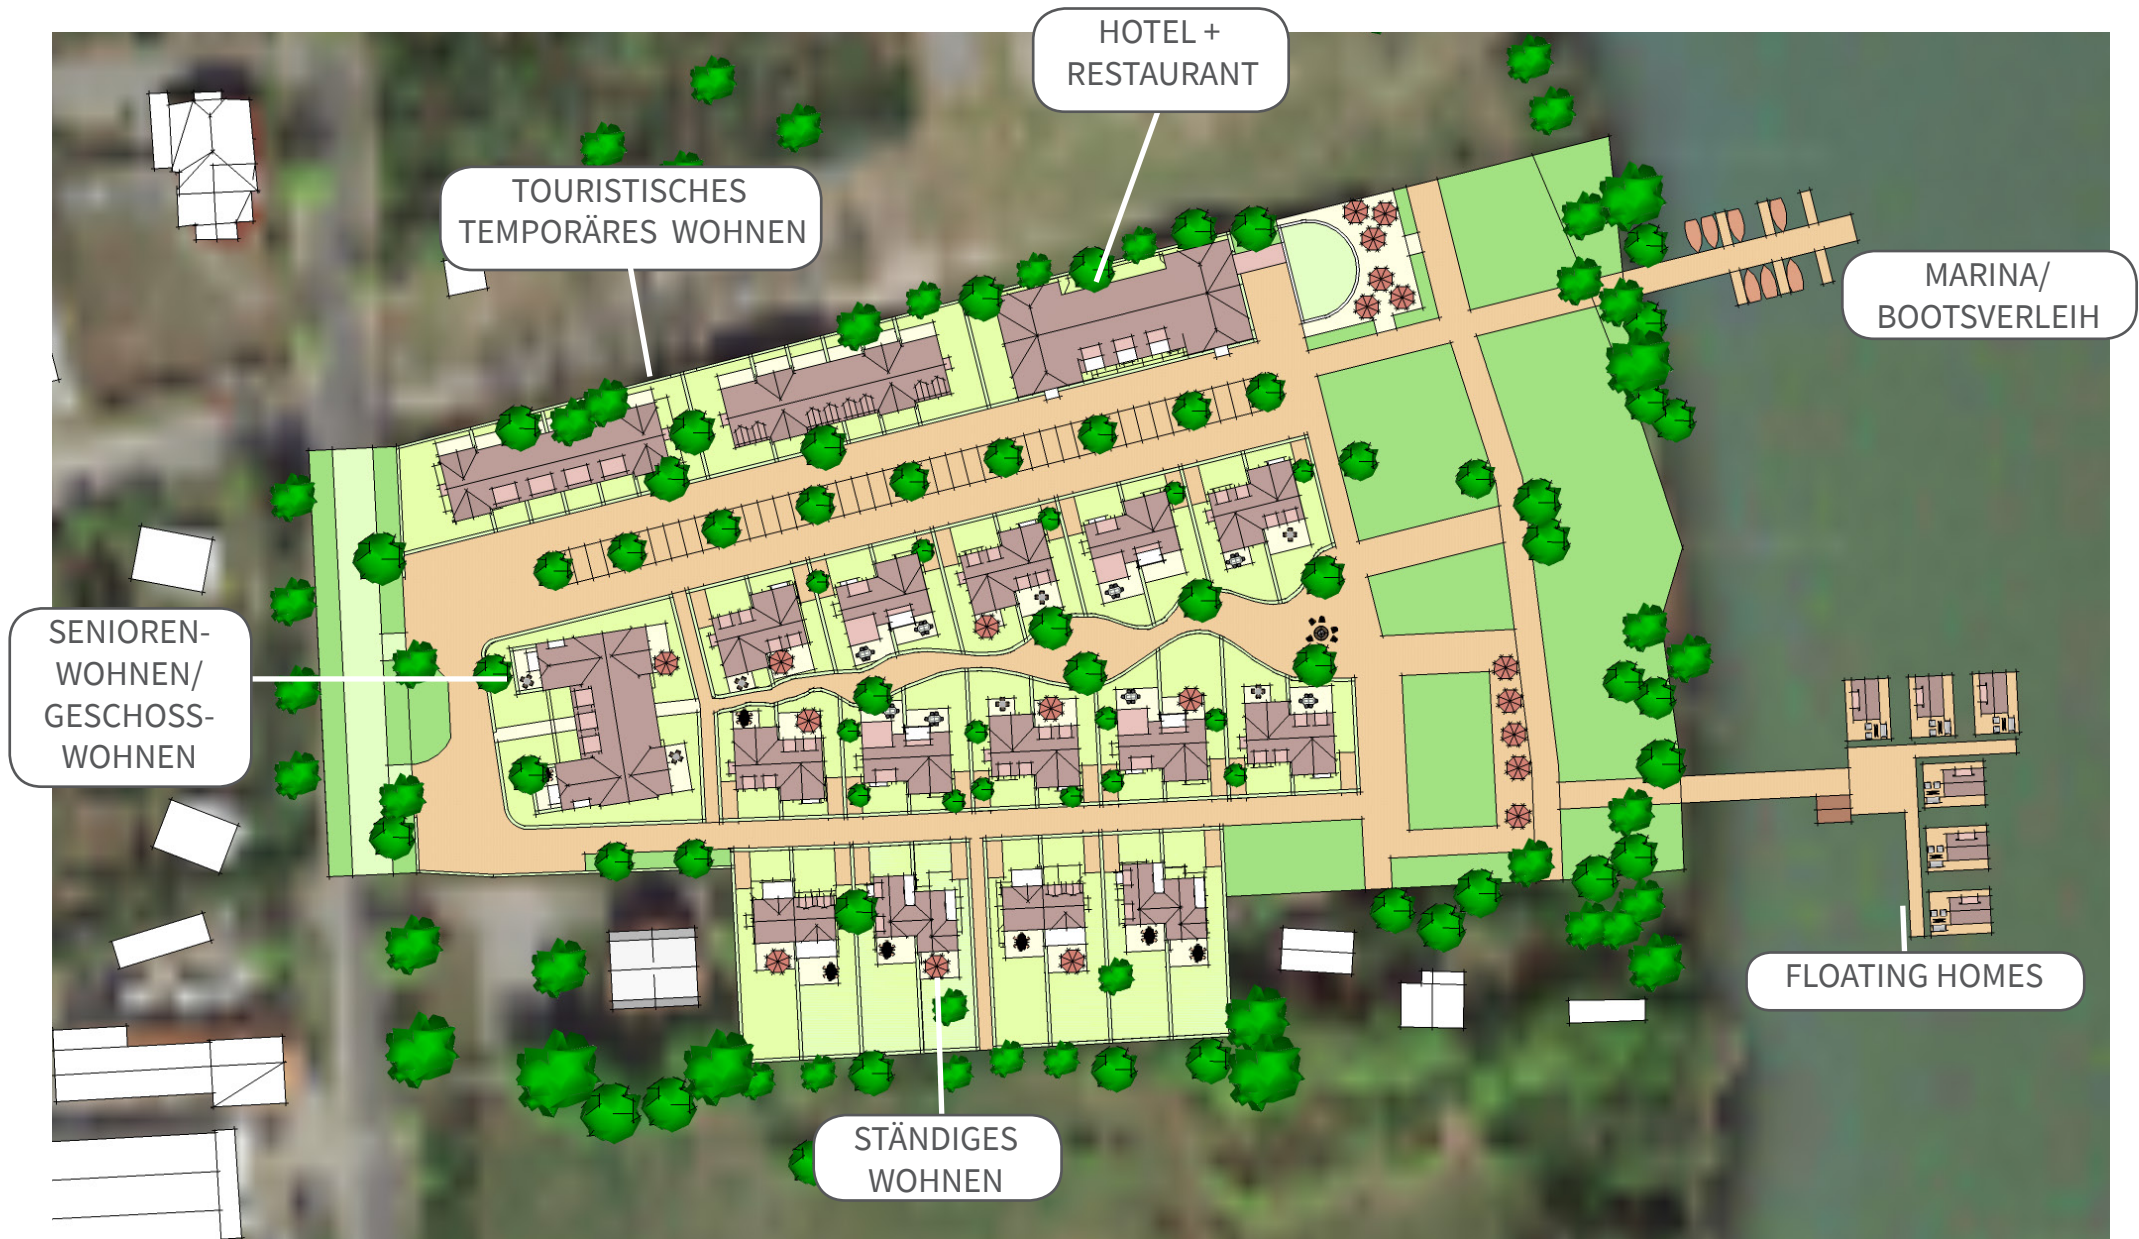 HOTEL +
RESTAURANT
TOURISTISCHES
TEMPORÄRES WOHNEN
MARINA/
BOOTSVERLEIH
SENIOREN-
WOHNEN/
GESCHOSS-
WOHNEN
FLOATING HOMES
STÄNDIGES
WOHNEN